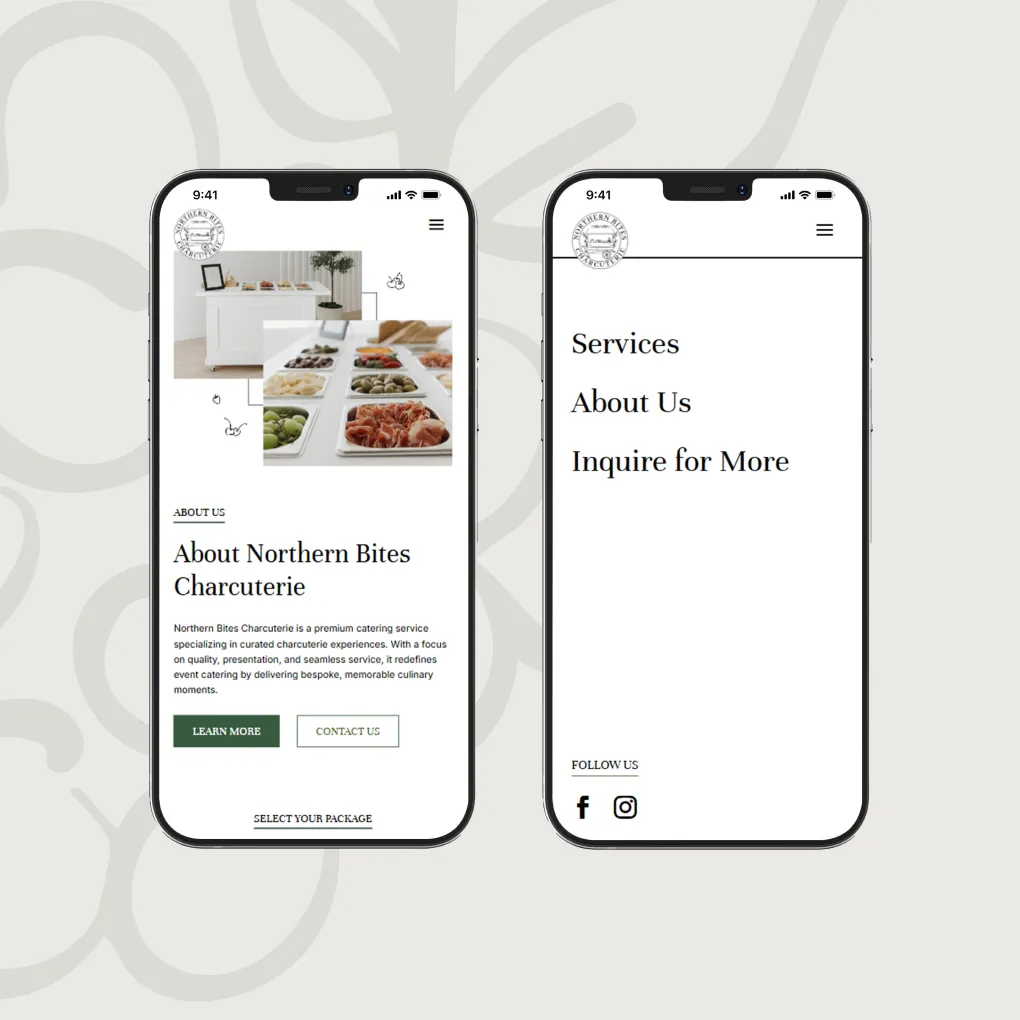 9:41
NORTHERN BITES
CHARCUTERIE
ABOUT US
About Northern Bites
Charcuterie
Northern Bites Charcuterie is a premium catering service
specializing in curated charcuterie experiences. With a focus
on quality, presentation, and seamless service, it redefines
event catering by delivering bespoke, memorable culinary
moments.
LEARN MORE
CONTACT US
SELECT YOUR PACKAGE
9:41
NORTHERN BITES
CHARCUTERIE
Services
About Us
Inquire for More
FOLLOW US